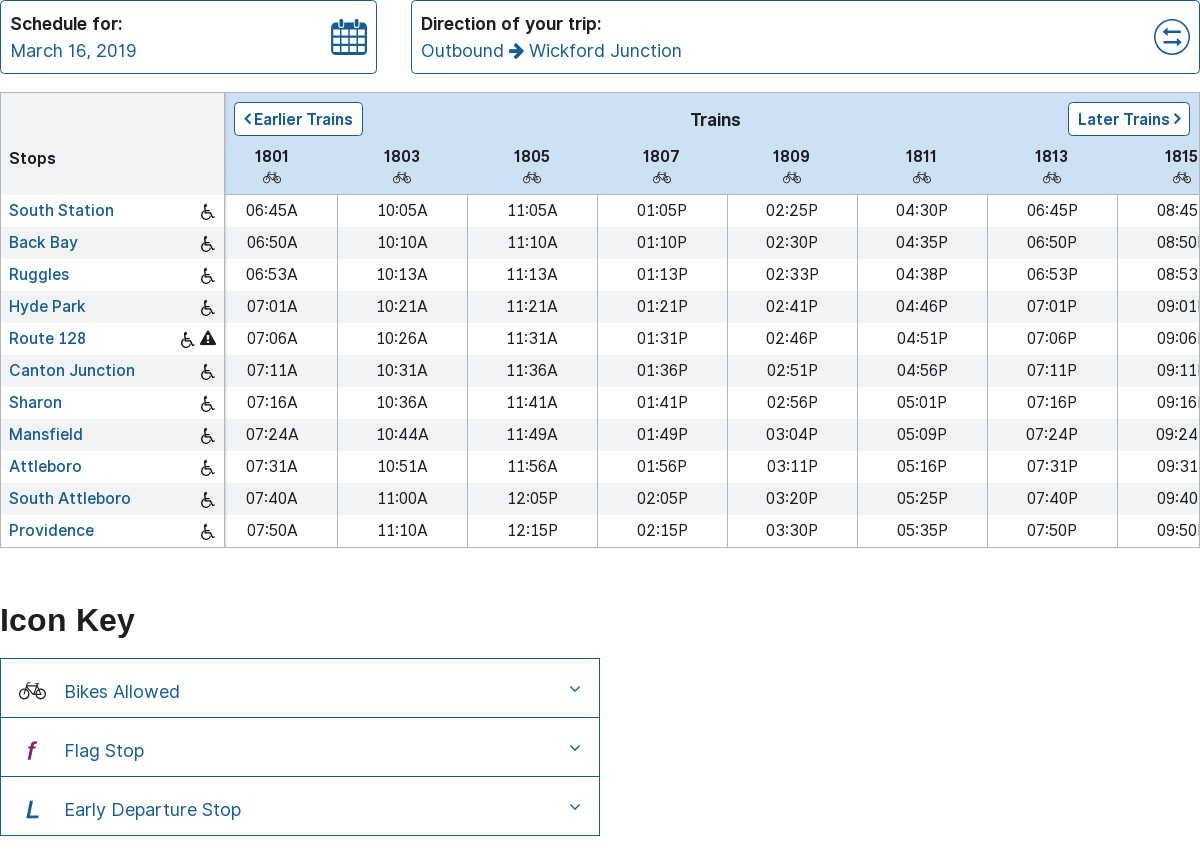 Schedule for:
March 16, 2019
Direction of your trip:
Outbound → Wickford Junction
Earlier Trains
Trains
Later Trains
Stops
1801 1803 1805 1807 1809 1811 1813 1815
South Station 06:45A 10:05A 11:05A 01:05P 02:25P 04:30P 06:45P 08:45
Back Bay 06:50A 10:10A 11:10A 01:10P 02:30P 04:35P 06:50P 08:50
Ruggles 06:53A 10:13A 11:13A 01:13P 02:33P 04:38P 06:53P 08:53
Hyde Park 07:01A 10:21A 11:21A 01:21P 02:41P 04:46P 07:01P 09:01
Route 128 07:06A 10:26A 11:31A 01:31P 02:46P 04:51P 07:06P 09:06
Canton Junction 07:11A 10:31A 11:36A 01:36P 02:51P 04:56P 07:11P 09:11
Sharon 07:16A 10:36A 11:41A 01:41P 02:56P 05:01P 07:16P 09:16
Mansfield 07:24A 10:44A 11:49A 01:49P 03:04P 05:09P 07:24P 09:24
Attleboro 07:31A 10:51A 11:56A 01:56P 03:11P 05:16P 07:31P 09:31
South Attleboro 07:40A 11:00A 12:05P 02:05P 03:20P 05:25P 07:40P 09:40
Providence 07:50A 11:10A 12:15P 02:15P 03:30P 05:35P 07:50P 09:50
Icon Key
Bikes Allowed
f Flag Stop
L Early Departure Stop